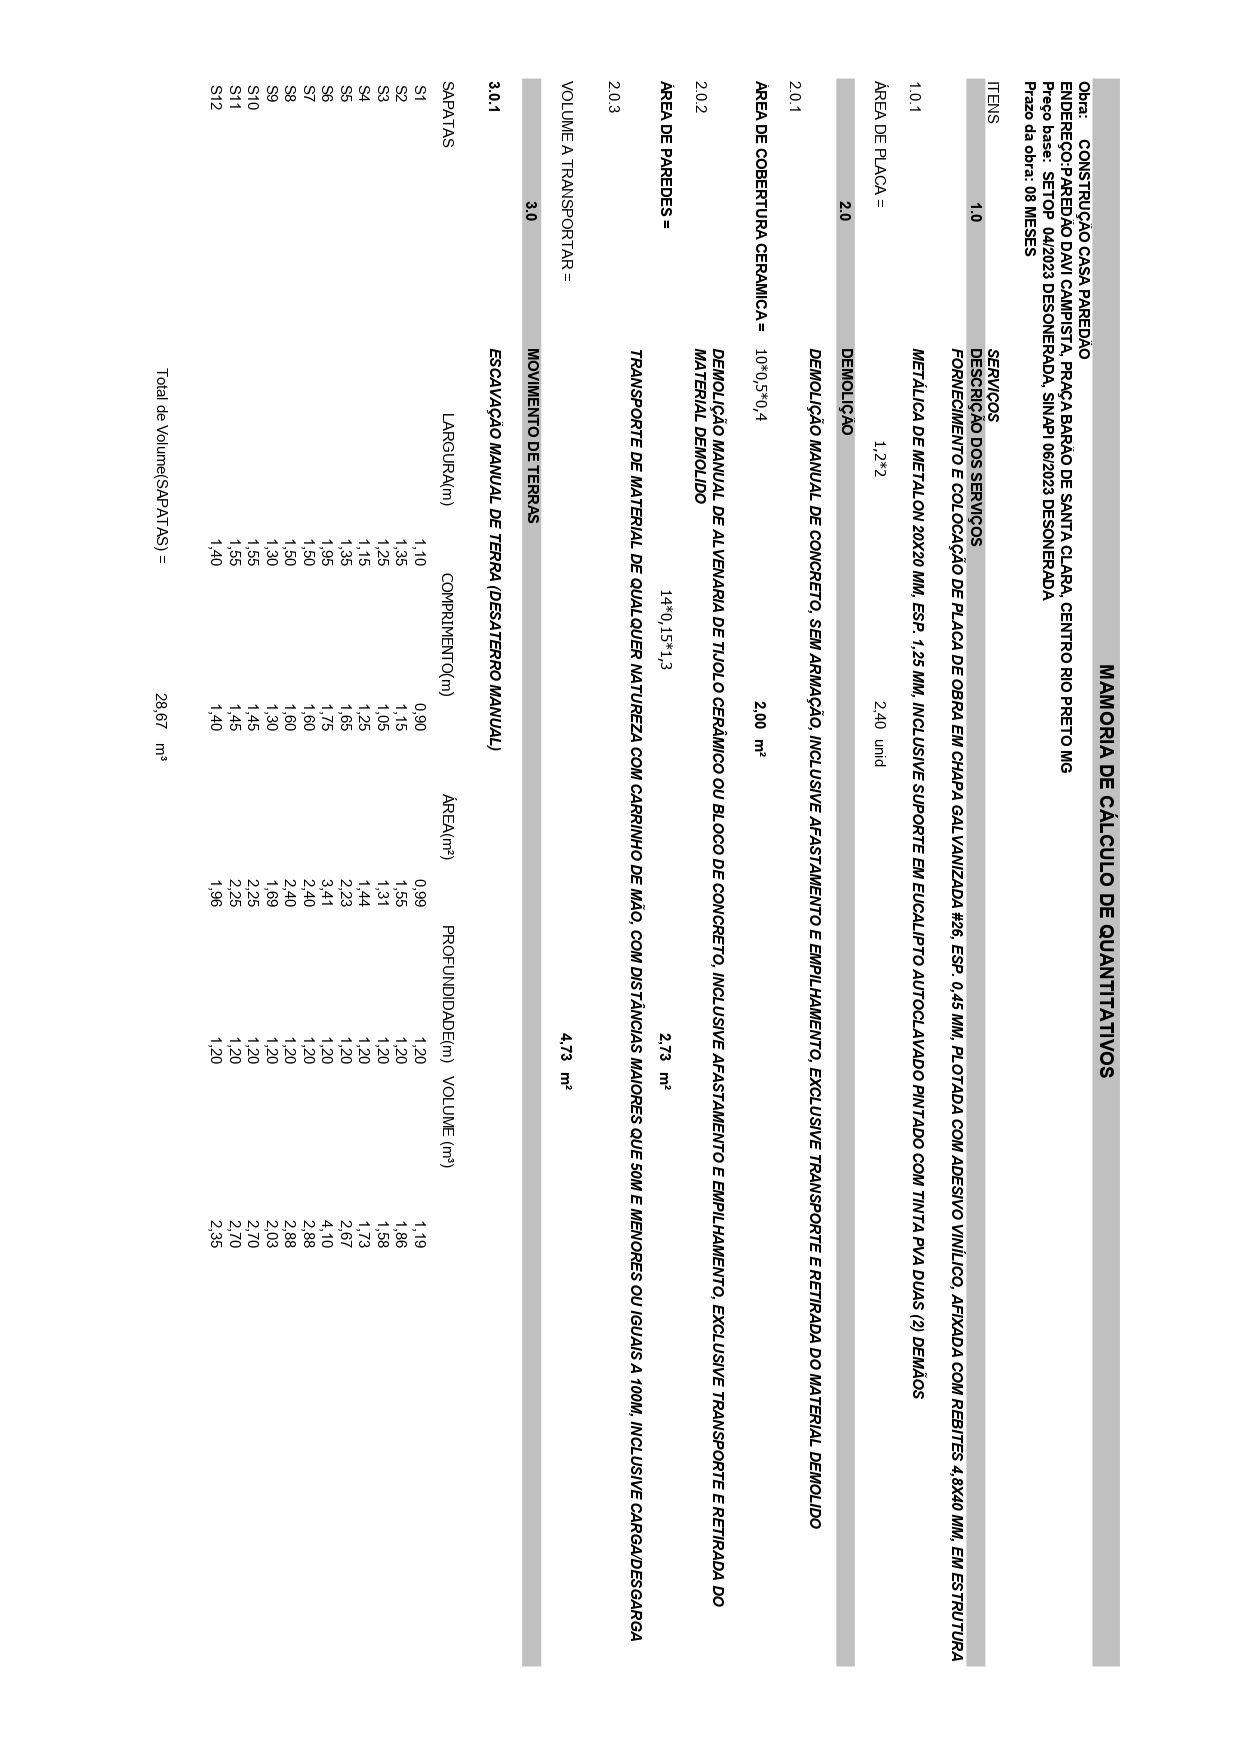 MAMORIA DE CÁLCULO DE QUANTITATIVOS
Obra: CONSTRUÇÃO CASA PAREDÃO
ENDEREÇO:PAREDÃO DAVI CAMPISTA, PRAÇA BARÃO DE SANTA CLARA, CENTRO RIO PRETO MG
Preço base: SETOP 04/2023 DESONERADA, SINAPI 06/2023 DESONERADA
Prazo da obra: 08 MESES
ITENS SERVIÇOS
1.0 DESCRIÇÃO DOS SERVIÇOS
FORNECIMENTO E COLOCAÇÃO DE PLACA DE OBRA EM CHAPA GALVANIZADA #26, ESP. 0,45 MM, PLOTADA COM ADESIVO VINÍLICO, AFIXADA COM REBITES 4,8X40 MM, EM ESTRUTURA
1.0.1 METÁLICA DE METALON 20X20 MM, ESP. 1,25 MM, INCLUSIVE SUPORTE EM EUCALIPTO AUTOCLAVADO PINTADO COM TINTA PVA DUAS (2) DEMÃOS
ÁREA DE PLACA = 1,2*2 2,40 unid
2.0 DEMOLIÇÃO
2.0.1 DEMOLIÇÃO MANUAL DE CONCRETO, SEM ARMAÇÃO, INCLUSIVE AFASTAMENTO E EMPILHAMENTO, EXCLUSIVE TRANSPORTE E RETIRADA DO MATERIAL DEMOLIDO
ÁREA DE COBERTURA CERAMICA = 10*0,5*0,4 2,00 m²
DEMOLIÇÃO MANUAL DE ALVENARIA DE TIJOLO CERÂMICO OU BLOCO DE CONCRETO, INCLUSIVE AFASTAMENTO E EMPILHAMENTO, EXCLUSIVE TRANSPORTE E RETIRADA DO
2.0.2 MATERIAL DEMOLIDO
ÁREA DE PAREDES = 14*0,15*1,3 2,73 m²
TRANSPORTE DE MATERIAL DE QUALQUER NATUREZA COM CARRINHO DE MÃO, COM DISTÂNCIAS MAIORES QUE 50M E MENORES OU IGUAIS A 100M, INCLUSIVE CARGA/DESGARGA
2.0.3
VOLUME A TRANSPORTAR = 4,73 m²
3.0 MOVIMENTO DE TERRAS
3.0.1 ESCAVAÇÃO MANUAL DE TERRA (DESATERRO MANUAL)
SAPATAS LARGURA(m) COMPRIMENTO(m) ÁREA(m²) PROFUNDIDADE(m) VOLUME (m³)
S1 1,10 0,90 0,99 1,20 1,19
S2 1,35 1,15 1,55 1,20 1,86
S3 1,25 1,05 1,31 1,20 1,58
S4 1,15 1,25 1,44 1,20 1,73
S5 1,35 1,65 2,23 1,20 2,67
S6 1,95 1,75 3,41 1,20 4,10
S7 1,50 1,60 2,40 1,20 2,88
S8 1,50 1,60 2,40 1,20 2,88
S9 1,30 1,30 1,69 1,20 2,03
S10 1,55 1,45 2,25 1,20 2,70
S11 1,55 1,45 2,25 1,20 2,70
S12 1,40 1,40 1,96 1,20 2,35
Total de Volume(SAPATAS) = 28,67 m³